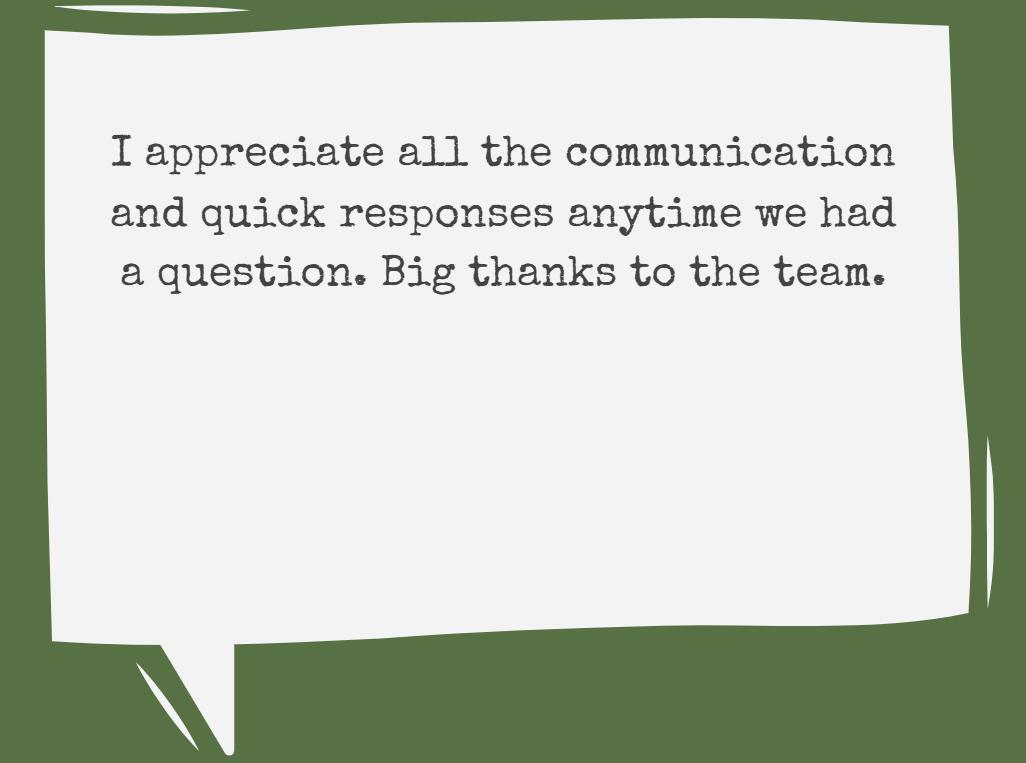 I appreciate all the communication
and quick responses anytime we had
a question. Big thanks to the team.